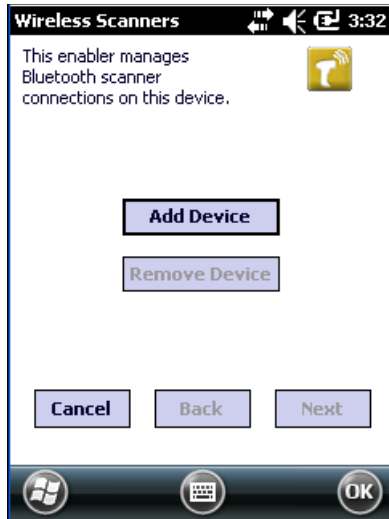 Wireless Scanners 3:32
This enabler manages
Bluetooth scanner
connections on this device.
Add Device
Remove Device
Cancel Back Next
OK